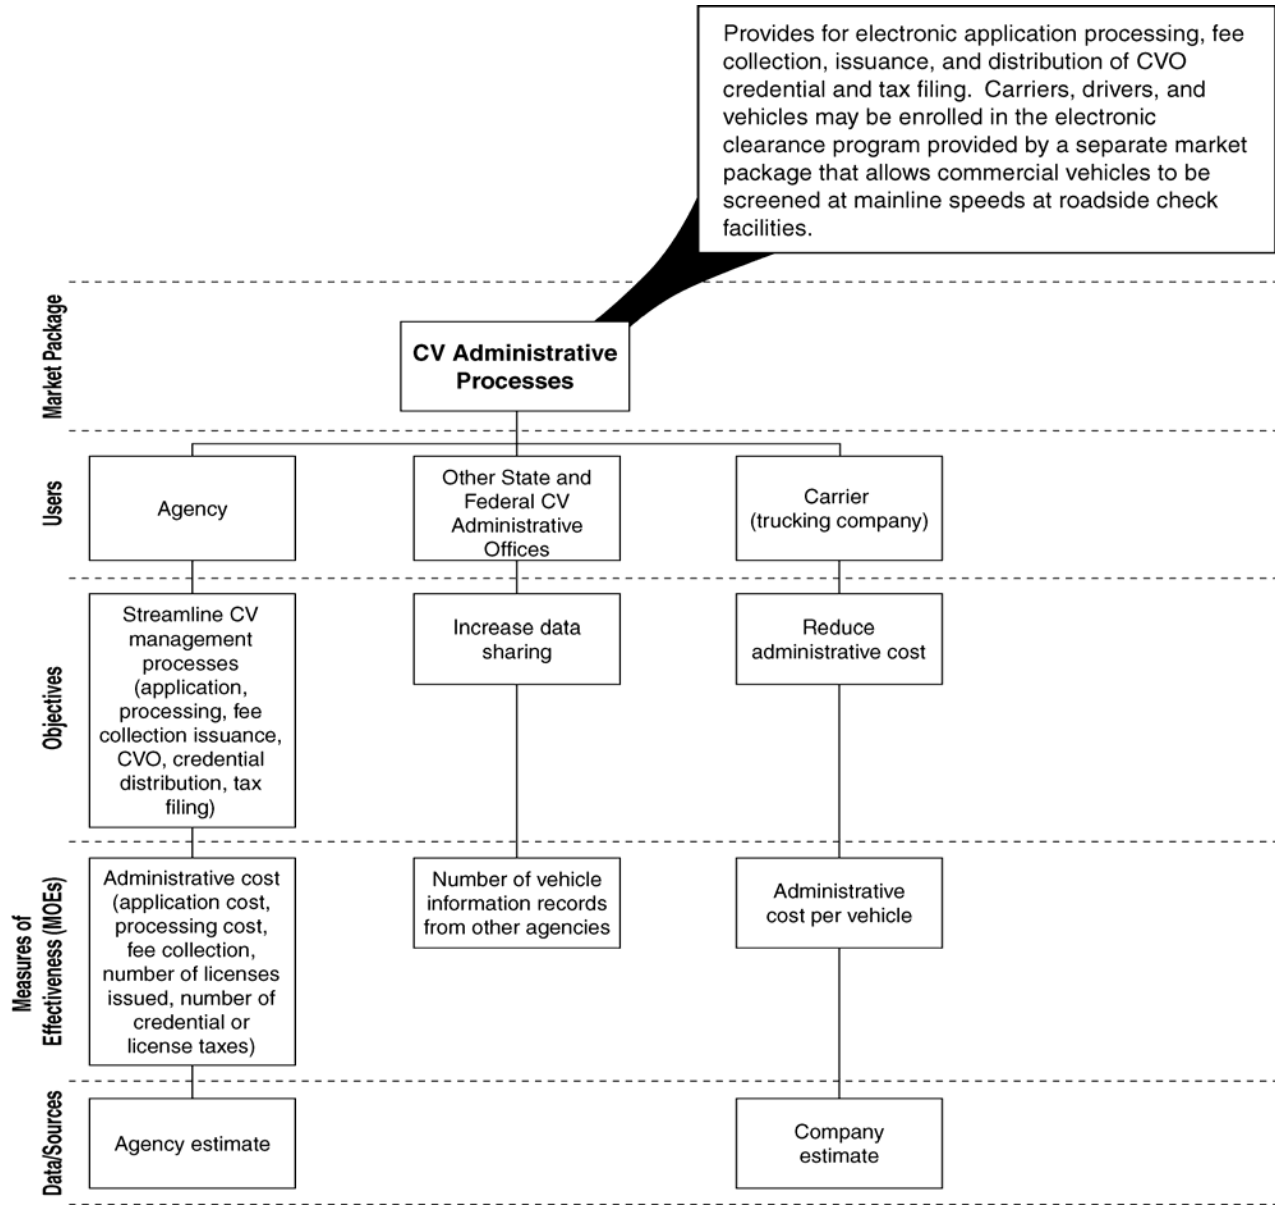 Provides for electronic application processing, fee
collection, issuance, and distribution of CVO
credential and tax filing.  Carriers, drivers, and
vehicles may be enrolled in the electronic
clearance program provided by a separate market
package that allows commercial vehicles to be
screened at mainline speeds at roadside check
facilities.
Market Package
CV Administrative
Processes
Users
Agency
Other State and
Federal CV
Administrative
Offices
Carrier
(trucking company)
Objectives
Streamline CV
management
processes
(application,
processing, fee
collection issuance,
CVO, credential
distribution, tax
filing)
Increase data
sharing
Reduce
administrative cost
Measures of
Effectiveness (MOEs)
Administrative cost
(application cost,
processing cost,
fee collection,
number of licenses
issued, number of
credential or
license taxes)
Number of vehicle
information records
from other agencies
Administrative
cost per vehicle
Data/Sources
Agency estimate
Company
estimate